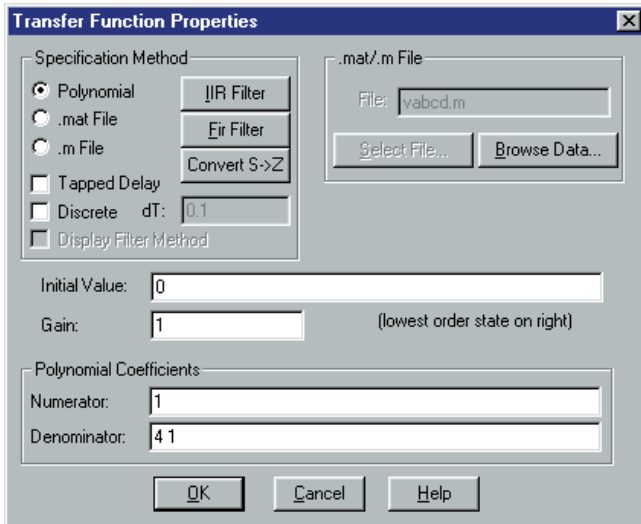 Transfer Function Properties
Specification Method
Polynomial
.mat File
.m File
IIR Filter
Fir Filter
Convert S->Z
Tapped Delay
Discrete dT: 0.1
Display Filter Method
.mat/.m File
File: vabcd.m
Select File... Browse Data...
Initial Value: 0
Gain: 1 (lowest order state on right)
Polynomial Coefficients
Numerator: 1
Denominator: 4 1
OK Cancel Help